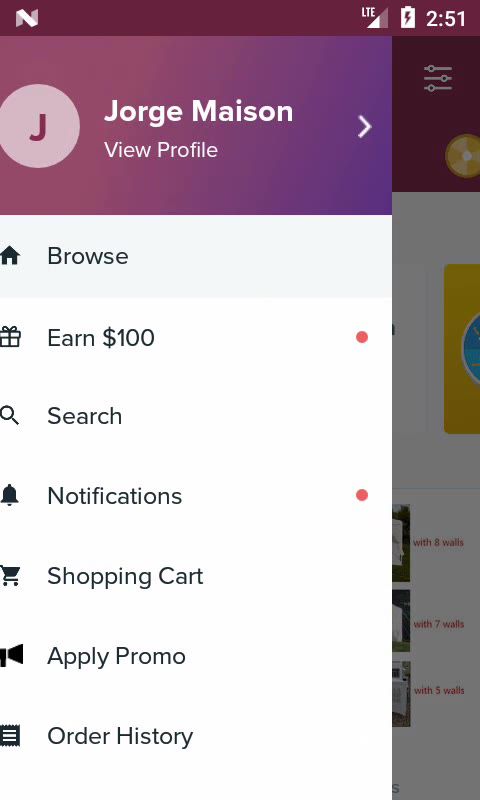 LTE 2:51
J
Jorge Maison
View Profile
Browse
Earn $100
Search
Notifications
with 8 walls
Shopping Cart
with 7 walls
Apply Promo
with 5 walls
Order History